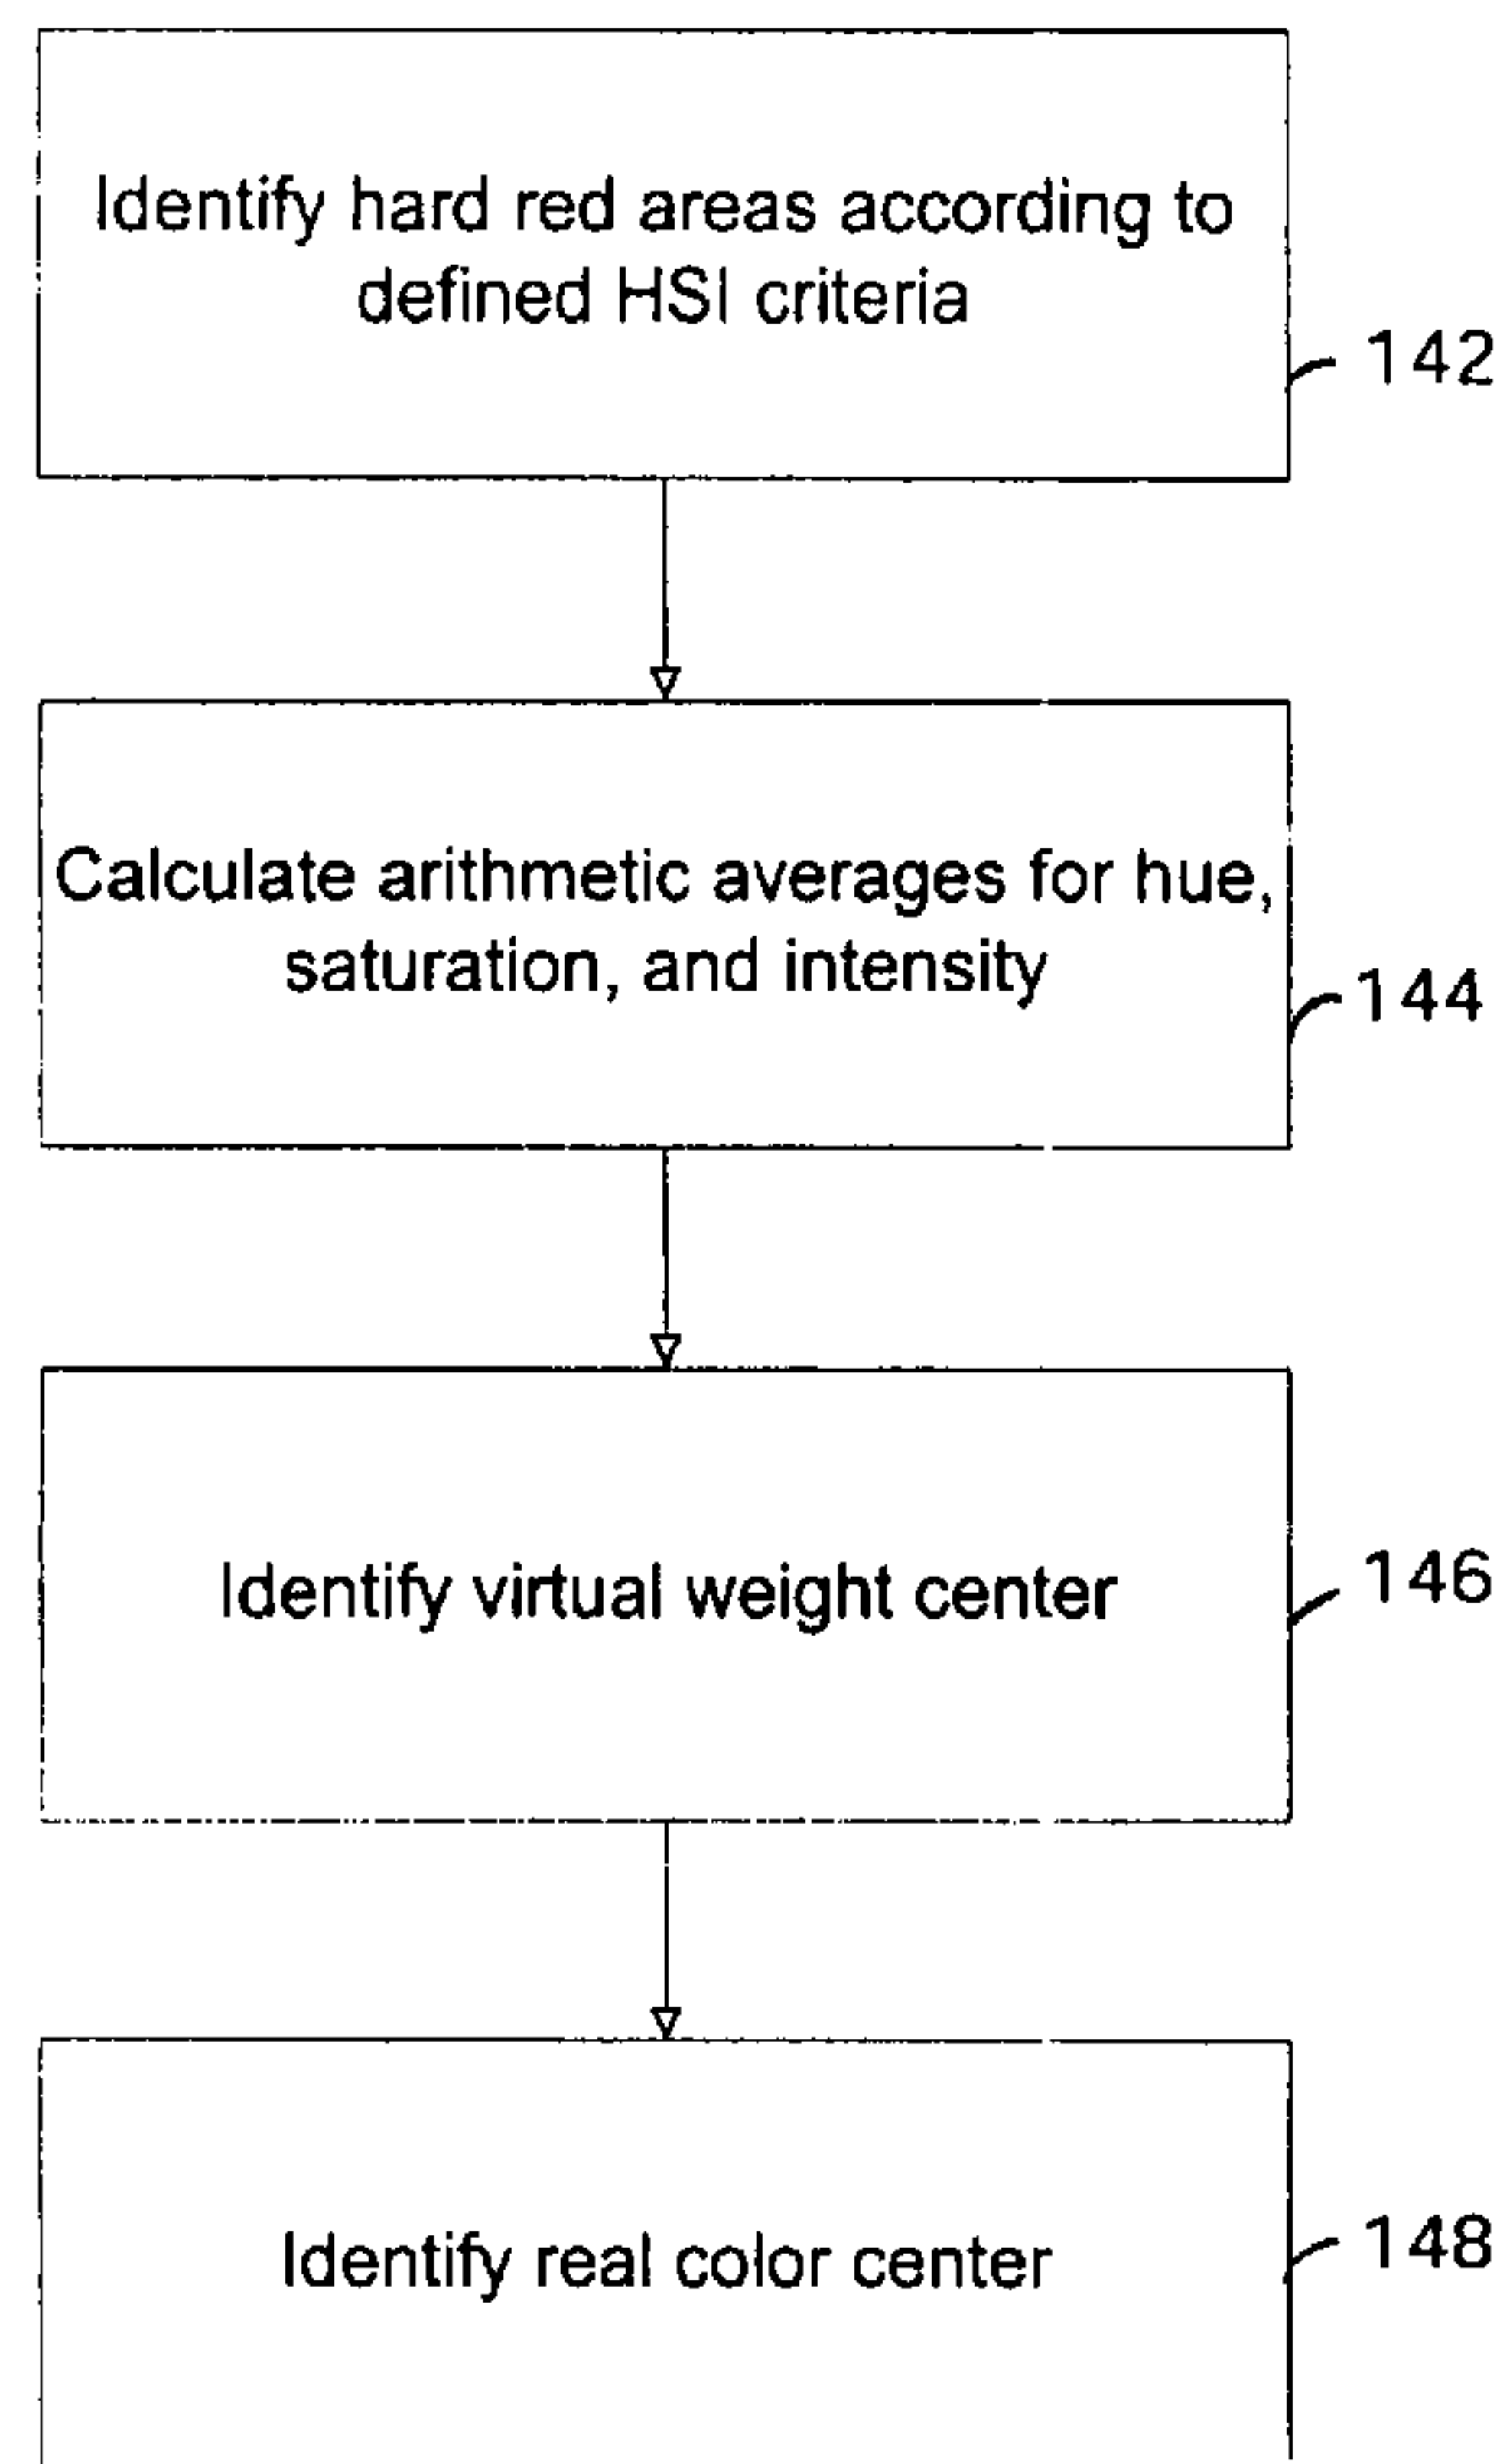 Identify hard red areas according to
defined HSI criteria
142
Calculate arithmetic averages for hue,
saturation, and intensity
144
Identify virtual weight center
146
Identify real color center
148